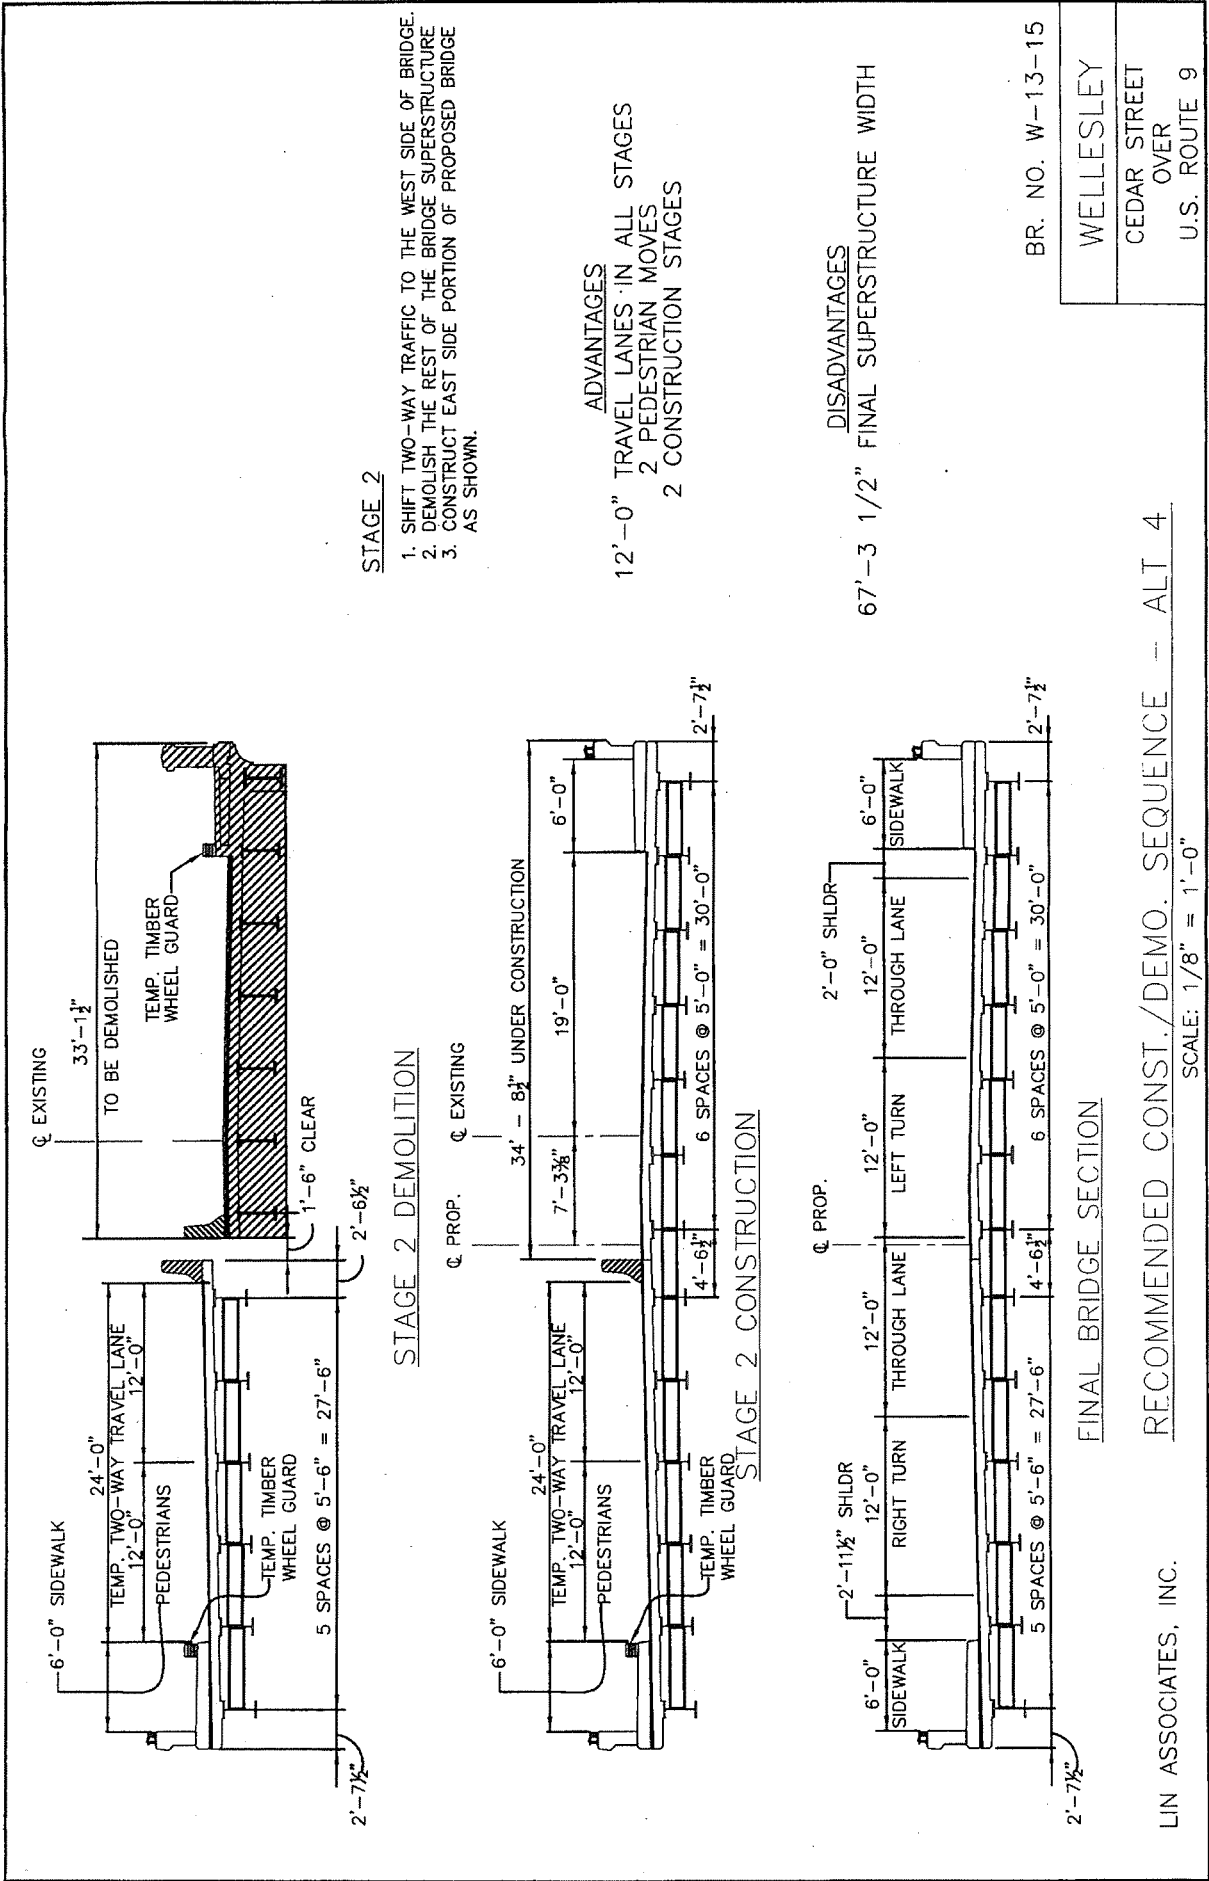 ℄ EXISTING
33'-1½"
TO BE DEMOLISHED
TEMP. TIMBER
WHEEL GUARD
6'-0" SIDEWALK
24'-0"
TEMP. TWO-WAY TRAVEL LANE
12'-0"
12'-0"
PEDESTRIANS
TEMP. TIMBER
WHEEL GUARD
5 SPACES @ 5'-6" = 27'-6"
2'-7½"
1'-6" CLEAR
2'-6½"
STAGE 2 DEMOLITION
STAGE 2
1. SHIFT TWO-WAY TRAFFIC TO THE WEST SIDE OF BRIDGE.
2. DEMOLISH THE REST OF THE BRIDGE SUPERSTRUCTURE
3. CONSTRUCT EAST SIDE PORTION OF PROPOSED BRIDGE
AS SHOWN.
℄ PROP.
℄ EXISTING
34' - 8½" UNDER CONSTRUCTION
7'-3⅜"
19'-0"
6'-0"
6'-0" SIDEWALK
24'-0"
TEMP. TWO-WAY TRAVEL LANE
12'-0"
12'-0"
PEDESTRIANS
TEMP. TIMBER
WHEEL GUARD
4'-6½"
6 SPACES @ 5'-0" = 30'-0"
2'-7½"
STAGE 2 CONSTRUCTION
ADVANTAGES
12'-0" TRAVEL LANES IN ALL STAGES
2 PEDESTRIAN MOVES
2 CONSTRUCTION STAGES
℄ PROP.
2'-11½" SHLDR
2'-0" SHLDR
6'-0"
SIDEWALK
12'-0"
RIGHT TURN
12'-0"
THROUGH LANE
12'-0"
LEFT TURN
12'-0"
THROUGH LANE
6'-0"
SIDEWALK
2'-7½"
5 SPACES @ 5'-6" = 27'-6"
4'-6½"
6 SPACES @ 5'-0" = 30'-0"
2'-7½"
FINAL BRIDGE SECTION
DISADVANTAGES
67'-3 1/2" FINAL SUPERSTRUCTURE WIDTH
LIN ASSOCIATES, INC.
RECOMMENDED CONST./DEMO. SEQUENCE - ALT 4
SCALE: 1/8" = 1'-0"
BR. NO. W-13-15
WELLESLEY
CEDAR STREET
OVER
U.S. ROUTE 9